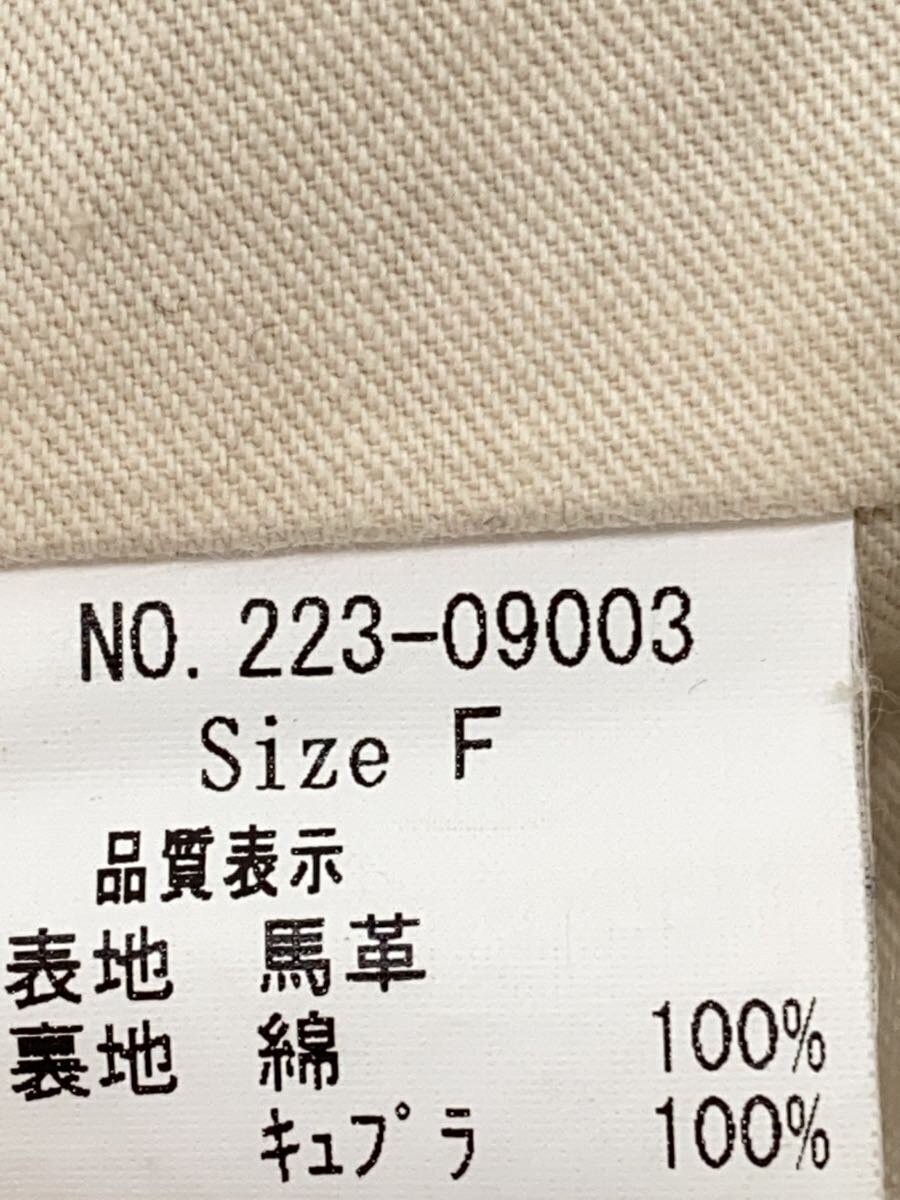 NO. 223-09003
Size F
品質表示
表地 馬革
裏地 綿 100%
ｷｭﾌﾟﾗ 100%